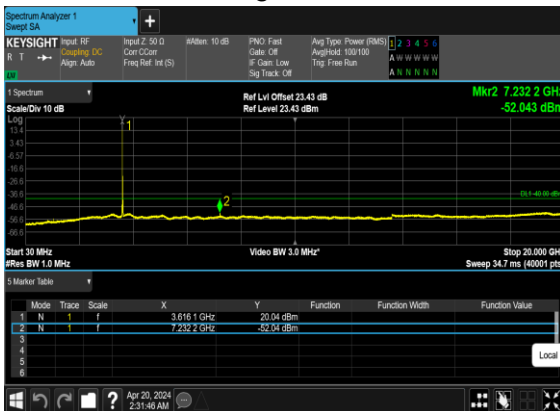 Spectrum Analyzer 1
Swept SA
KEYSIGHT Input: RF Input Z: 50 Ω #Atten: 10 dB PNO: Fast Avg Type: Power (RMS) 1 2 3 4 5 6
R T Coupling: DC Corr CCorr Gate: Off Avg|Hold: 100/100 A W W W W W
Align: Auto Freq Ref: Int (S) IF Gain: Low Trig: Free Run
LV Sig Track: Off A N N N N N
1 Spectrum Ref Lvl Offset 23.43 dB Mkr2 7.232 2 GHz
Scale/Div 10 dB Ref Level 23.43 dBm -52.043 dBm
Log
13.4
3.43
-6.57
-16.6
-26.6
-36.6
-46.6
-56.6
-66.6
1
2
DL1 -40.00 dBm
Start 30 MHz Video BW 3.0 MHz* Stop 20.000 GH
#Res BW 1.0 MHz Sweep 34.7 ms (40001 pts
5 Marker Table
Mode Trace Scale X Y Function Function Width Function Value
1 N 1 f 3.616 1 GHz 20.04 dBm
2 N 1 f 7.232 2 GHz -52.04 dBm
3
4
5
6
Local
? Apr 20, 2024
2:31:46 AM